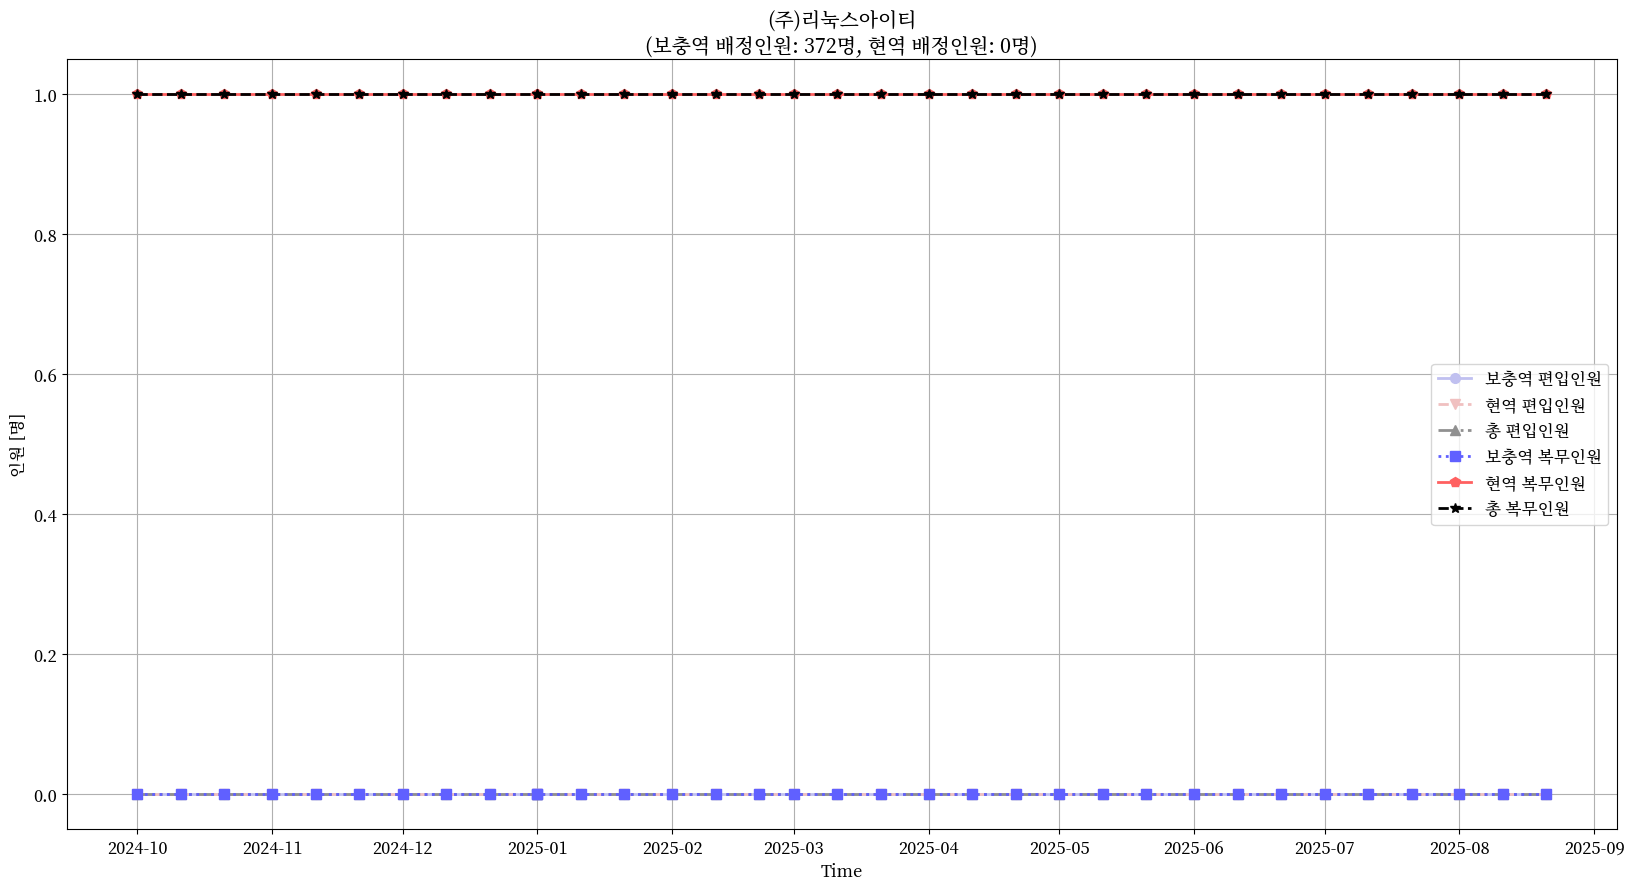 (주)리눅스아이티
(보충역 배정인원: 372명, 현역 배정인원: 0명)
인원 [명]
1.0
0.8
0.6
0.4
0.2
0.0
보충역 편입인원
현역 편입인원
총 편입인원
보충역 복무인원
현역 복무인원
총 복무인원
2024-10 2024-11 2024-12 2025-01 2025-02 2025-03 2025-04 2025-05 2025-06 2025-07 2025-08 2025-09
Time